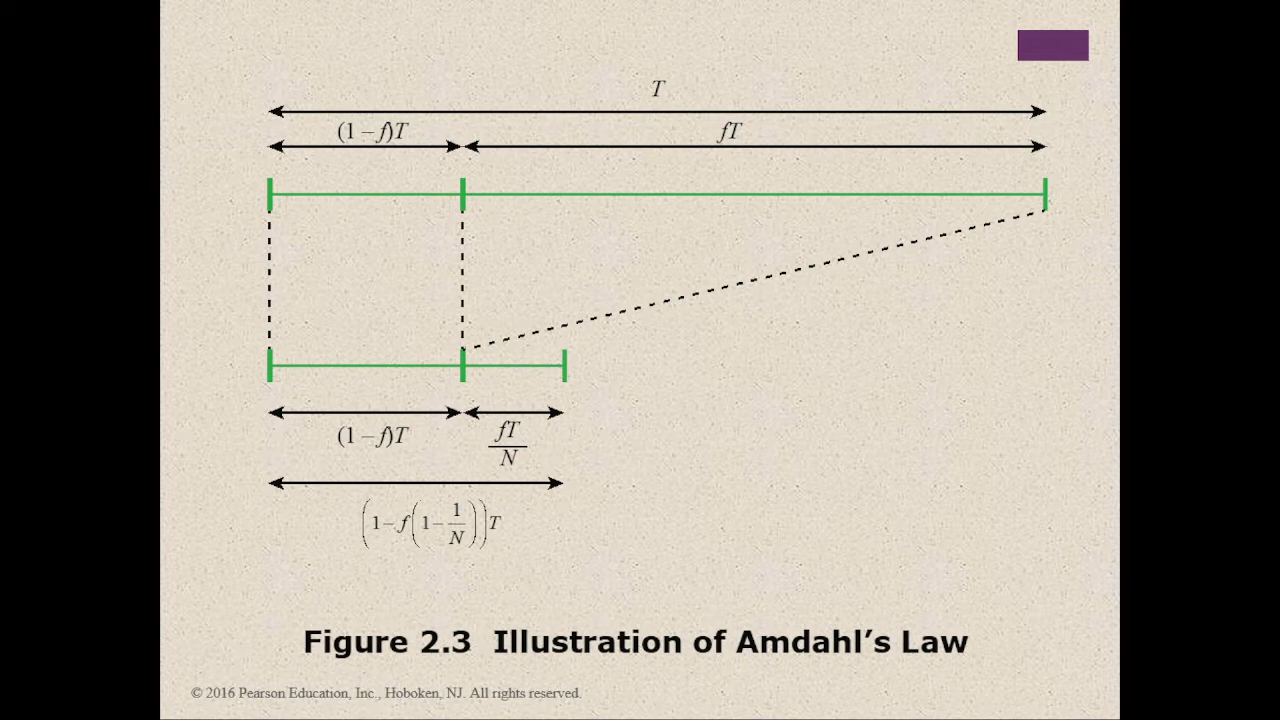 T
(1 – f)T fT
(1 – f)T fT/N
(1 – f(1 – 1/N))T
Figure 2.3 Illustration of Amdahl’s Law
© 2016 Pearson Education, Inc., Hoboken, NJ. All rights reserved.